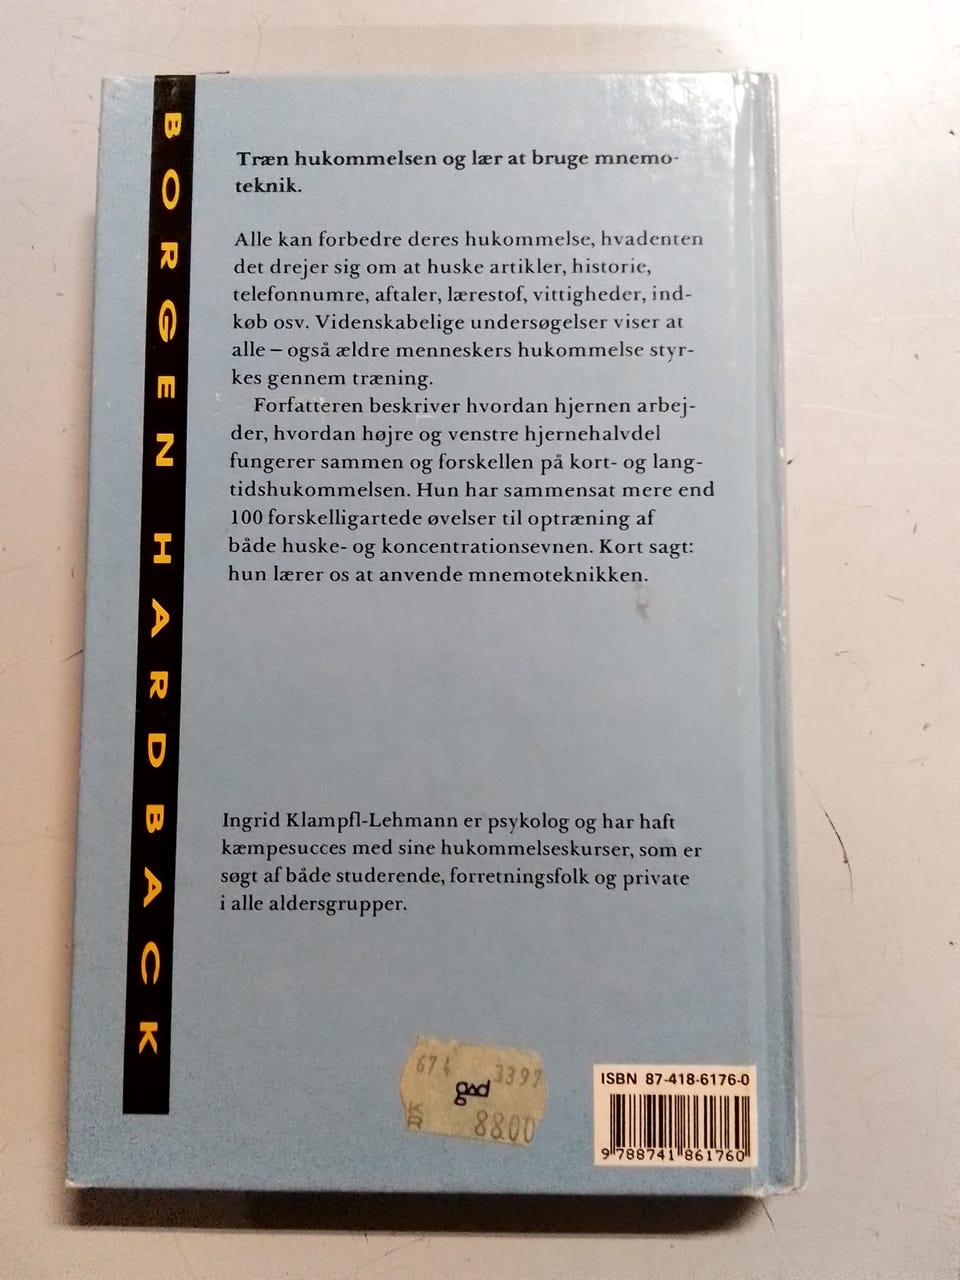 BORGEN HARDBACK
Træn hukommelsen og lær at bruge mnemo-
teknik.
Alle kan forbedre deres hukommelse, hvadenten
det drejer sig om at huske artikler, historie,
telefonnumre, aftaler, lærestof, vittigheder, ind-
køb osv. Videnskabelige undersøgelser viser at
alle – også ældre menneskers hukommelse styr-
kes gennem træning.
Forfatteren beskriver hvordan hjernen arbej-
der, hvordan højre og venstre hjernehalvdel
fungerer sammen og forskellen på kort- og lang-
tidshukommelsen. Hun har sammensat mere end
100 forskelligartede øvelser til optræning af
både huske- og koncentrationsevnen. Kort sagt:
hun lærer os at anvende mnemoteknikken.
Ingrid Klampfl-Lehmann er psykolog og har haft
kæmpesucces med sine hukommelseskurser, som er
søgt af både studerende, forretningsfolk og private
i alle aldersgrupper.
674 3397
gad
KR 8800
ISBN 87-418-6176-0
9 788741 861760